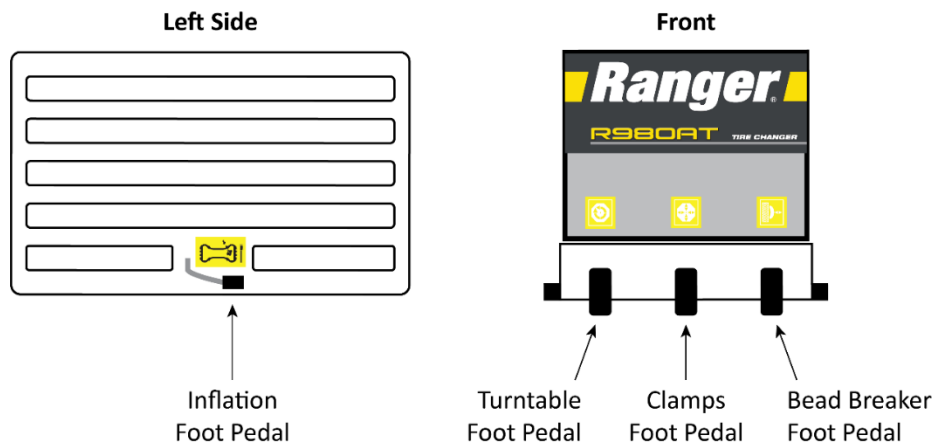 Left Side
Front
Ranger®
R980AT TIRE CHANGER
Inflation
Foot Pedal
Turntable
Foot Pedal
Clamps
Foot Pedal
Bead Breaker
Foot Pedal